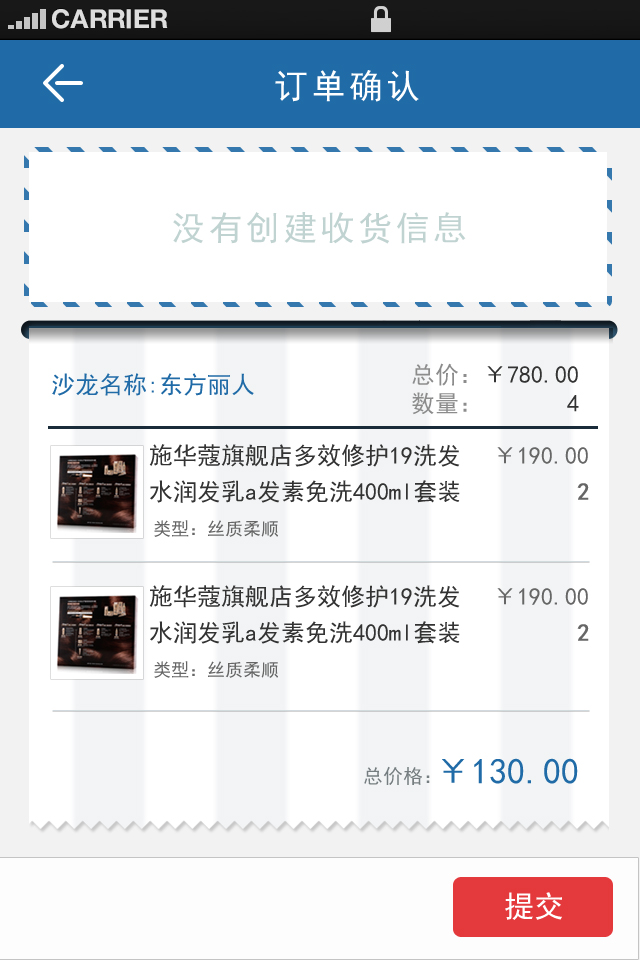 CARRIER
订单确认
没有创建收货信息
沙龙名称:东方丽人
总价: ￥780.00
数量: 4
施华蔻旗舰店多效修护19洗发 ￥190.00
水润发乳a发素免洗400ml套装 2
类型: 丝质柔顺
施华蔻旗舰店多效修护19洗发 ￥190.00
水润发乳a发素免洗400ml套装 2
类型: 丝质柔顺
总价格: ￥130.00
提交